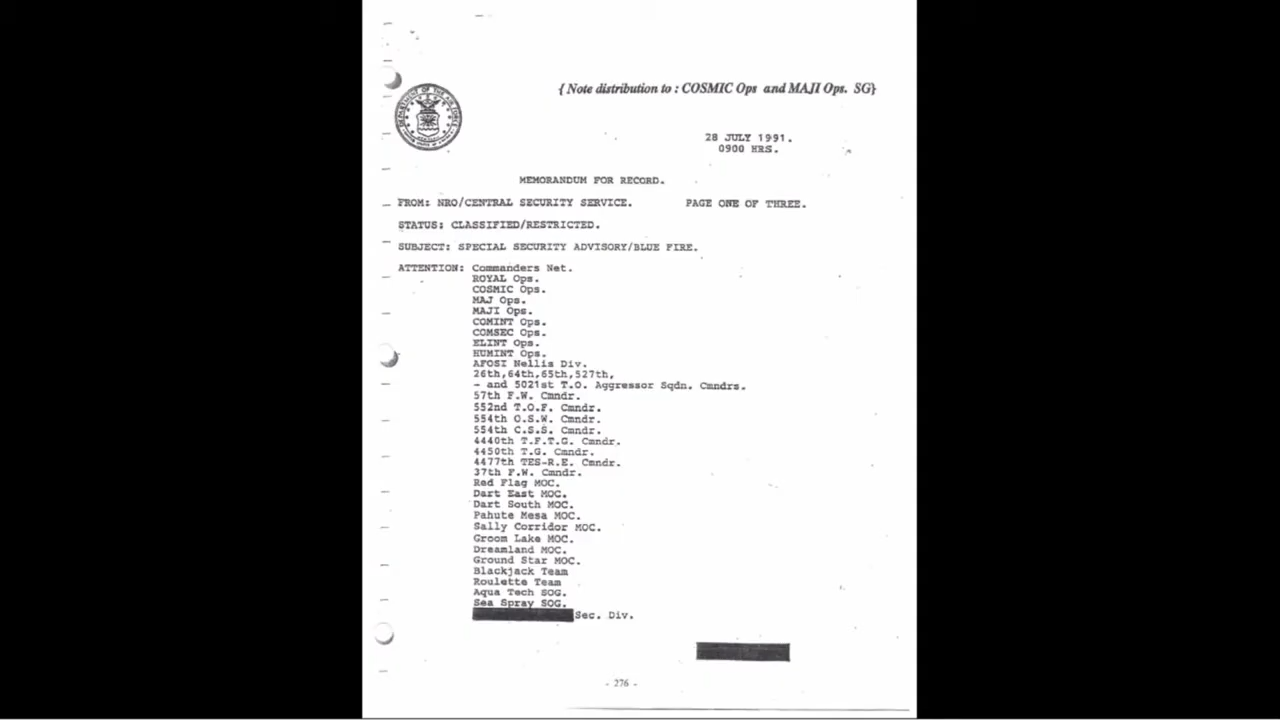 { Note distribution to : COSMIC Ops and MAJI Ops. SG}
DEPARTMENT OF THE AIR FORCE
28 JULY 1991.
0900 HRS.
MEMORANDUM FOR RECORD.
FROM: NRO/CENTRAL SECURITY SERVICE. PAGE ONE OF THREE.
STATUS: CLASSIFIED/RESTRICTED.
SUBJECT: SPECIAL SECURITY ADVISORY/BLUE FIRE.
ATTENTION: Commanders Net.
ROYAL Ops.
COSMIC Ops.
MAJ Ops.
MAJI Ops.
COMINT Ops.
COMSEC Ops.
ELINT Ops.
HUMINT Ops.
AFOSI Nellis Div.
26th,64th,65th,527th,
- and 5021st T.O. Aggressor Sqdn. Cmndrs.
57th F.W. Cmndr.
552nd T.O.F. Cmndr.
554th O.S.W. Cmndr.
554th C.S.S. Cmndr.
4440th T.F.T.G. Cmndr.
4450th T.G. Cmndr.
4477th TES-R.E. Cmndr.
37th F.W. Cmndr.
Red Flag MOC.
Dart East MOC.
Dart South MOC.
Pahute Mesa MOC.
Sally Corridor MOC.
Groom Lake MOC.
Dreamland MOC.
Ground Star MOC.
Blackjack Team
Roulette Team
Aqua Tech SOG.
Sea Spray SOG.
Sec. Div.
- 276 -